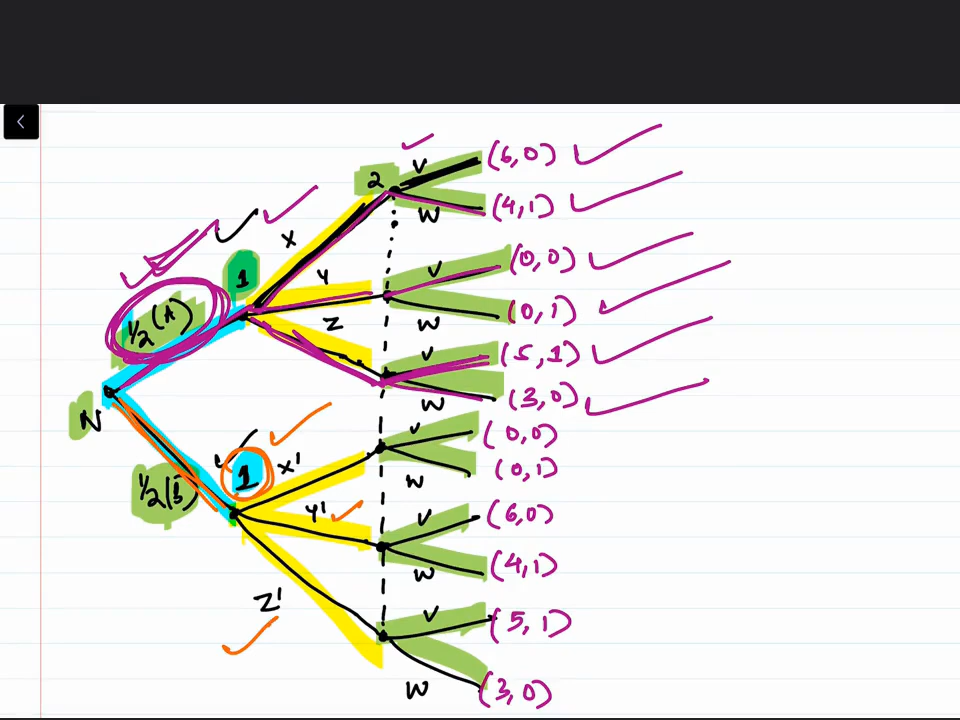 V (6,0)
2
W (4,1)
X
1
V (0,0)
Y
1/2 (A)
W (0,1)
Z
V (5,1)
W (3,0)
N
V (0,0)
1 X'
W (0,1)
1/2 (B)
Y' V (6,0)
W (4,1)
Z'
V (5,1)
W (3,0)